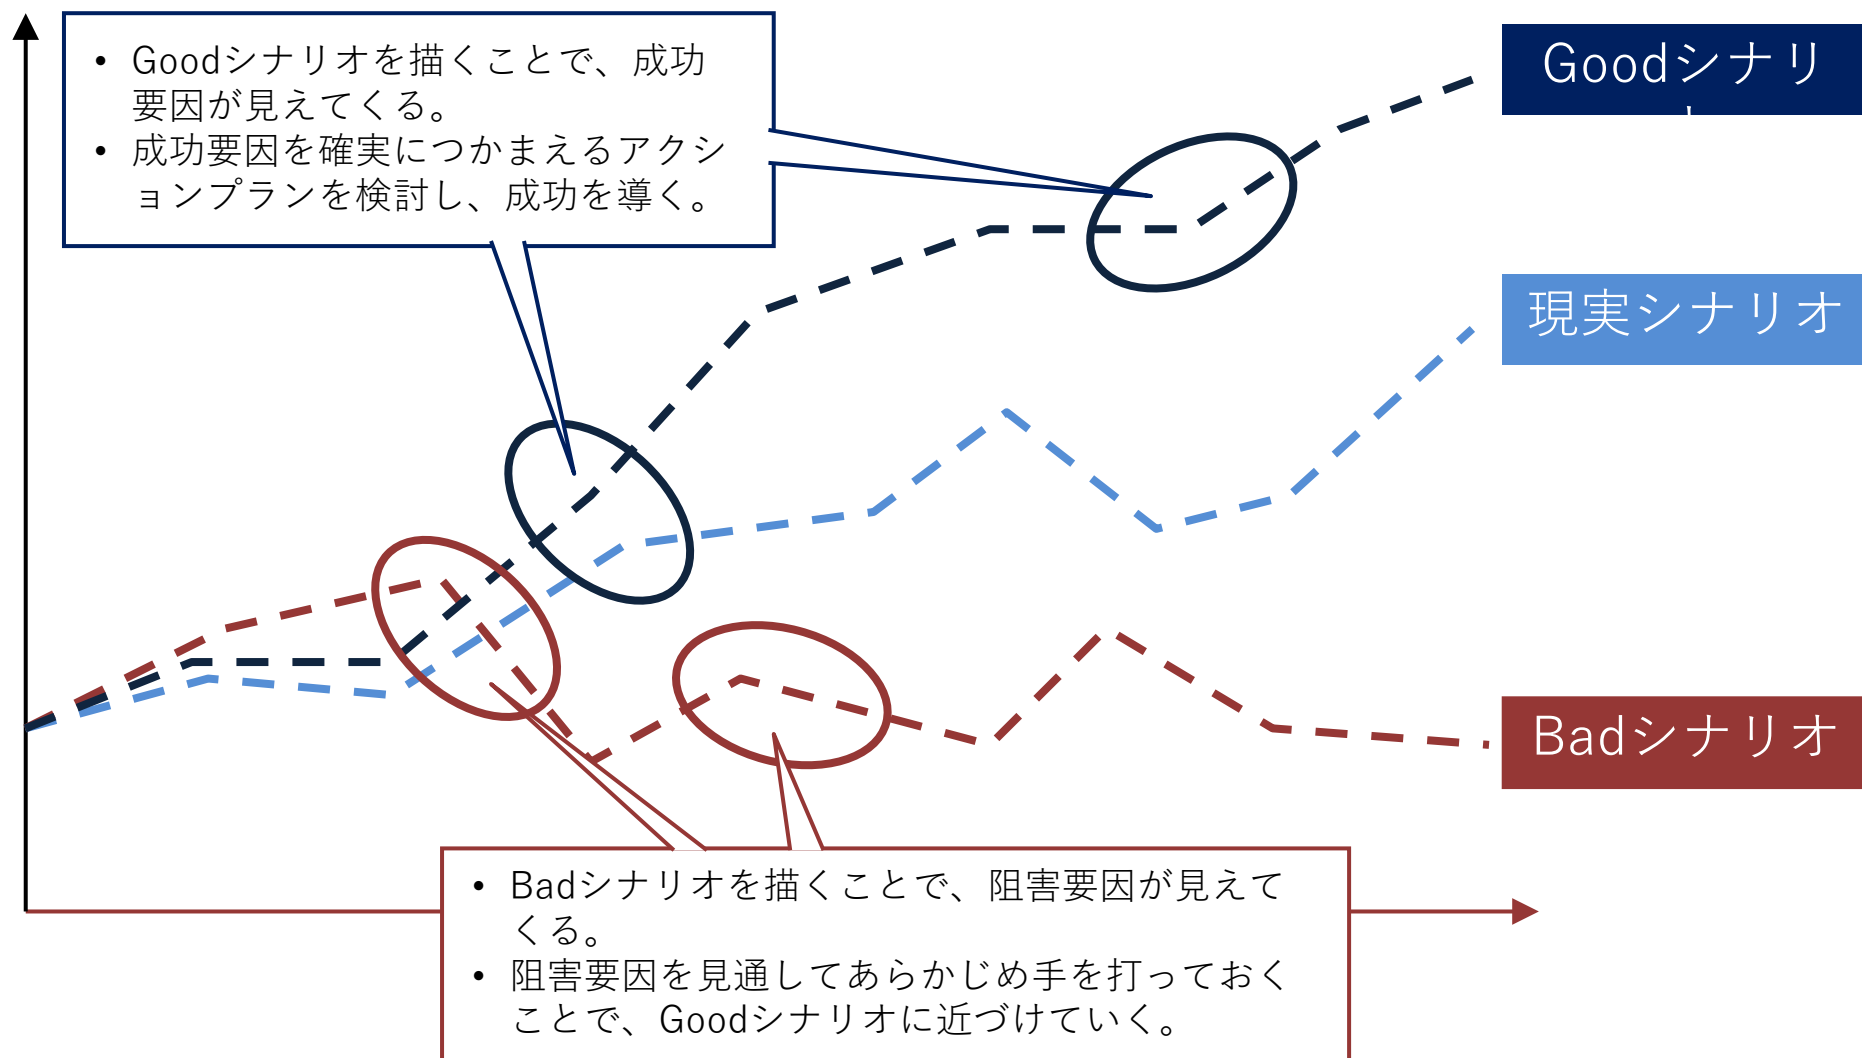 • Goodシナリオを描くことで、成功
要因が見えてくる。
• 成功要因を確実につかまえるアクシ
ョンプランを検討し、成功を導く。
Goodシナリ
現実シナリオ
Badシナリオ
• Badシナリオを描くことで、阻害要因が見えて
くる。
• 阻害要因を見通してあらかじめ手を打っておく
ことで、Goodシナリオに近づけていく。